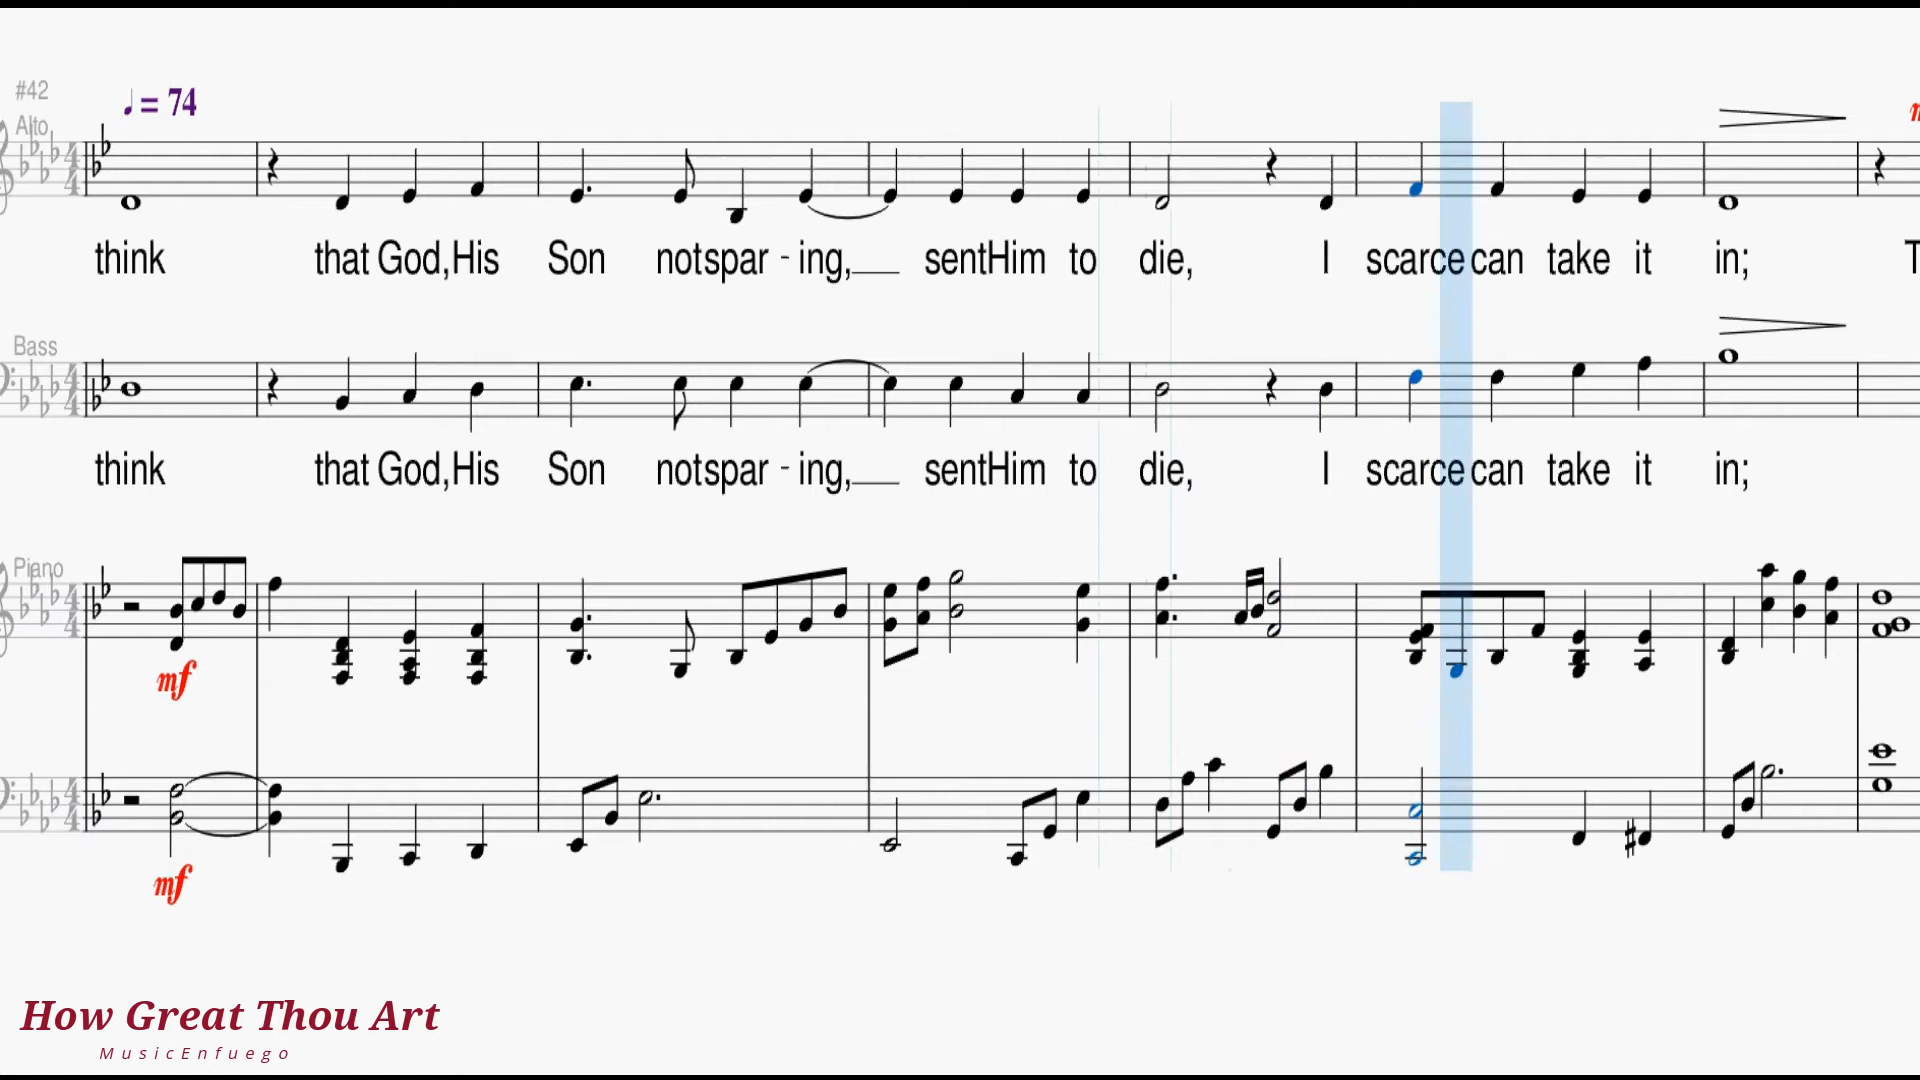 #42
♩ = 74
Alto
think that God, His Son not spar - ing, sent Him to die, I scarce can take it in; T
Bass
think that God, His Son not spar - ing, sent Him to die, I scarce can take it in;
Piano
mf
mf
How Great Thou Art
MusicEnfuego